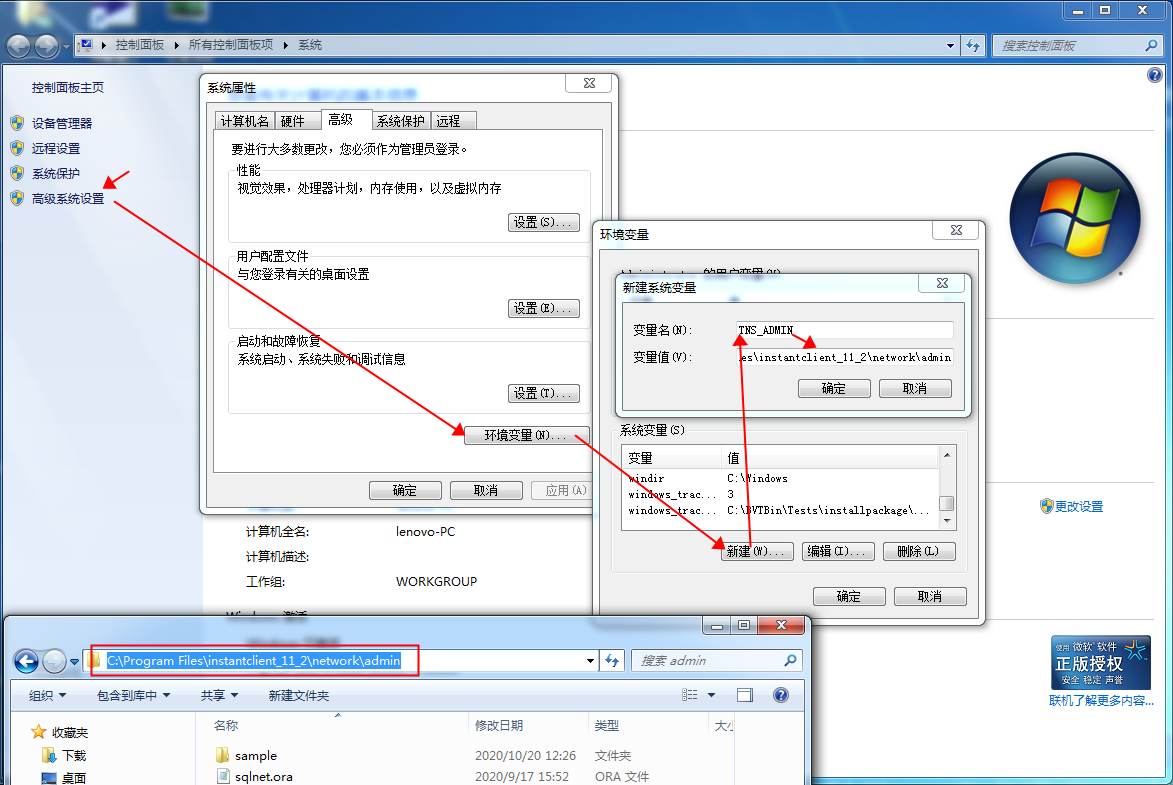 控制面板 所有控制面板项 系统
搜索控制面板
控制面板主页
设备管理器
远程设置
系统保护
高级系统设置
系统属性
计算机名 硬件 高级 系统保护 远程
要进行大多数更改，您必须作为管理员登录。
性能
视觉效果，处理器计划，内存使用，以及虚拟内存
设置(S)...
用户配置文件
与您登录有关的桌面设置
设置(E)...
启动和故障恢复
系统启动、系统失败和调试信息
设置(T)...
环境变量(N)...
确定 取消 应用(A)
环境变量
的用户变量(U)
新建系统变量
变量名(N): TNS_ADMIN
变量值(V): es\instantclient_11_2\network\admin
确定 取消
系统变量(S)
变量 值
windir C:\Windows
windows_trac... 3
windows_trac... C:\BVTBin\Tests\installpackage\...
新建(W)... 编辑(I)... 删除(L)
确定 取消
计算机全名: lenovo-PC
计算机描述:
工作组: WORKGROUP
更改设置
使用 微软 软件
正版授权
安全 稳定 声誉
联机了解更多内容...
C:\Program Files\instantclient_11_2\network\admin
搜索 admin
组织 包含到库中 共享 新建文件夹
名称 修改日期 类型 大小
收藏夹
下载
桌面
sample 2020/10/20 12:26 文件夹
sqlnet.ora 2020/9/17 15:52 ORA 文件